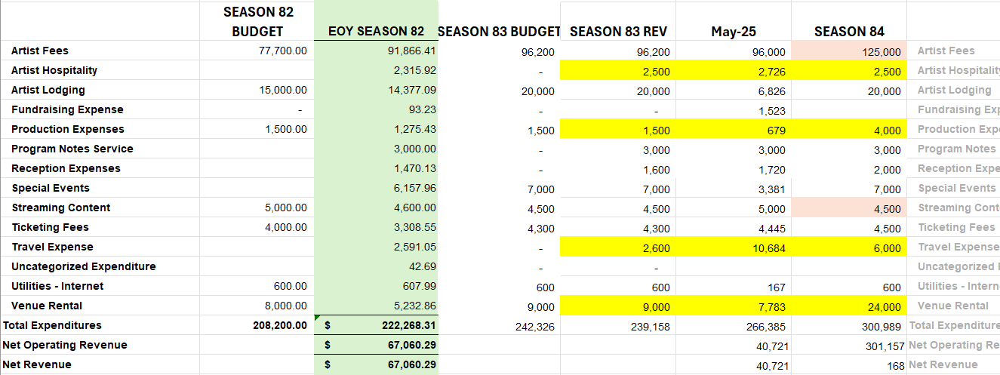 SEASON 82
BUDGET EOY SEASON 82 SEASON 83 BUDGET SEASON 83 REV May-25 SEASON 84
Artist Fees 77,700.00 91,866.41 96,200 96,200 96,000 125,000 Artist Fees
Artist Hospitality 2,315.92 - 2,500 2,726 2,500 Artist Hospitality
Artist Lodging 15,000.00 14,377.09 20,000 20,000 6,826 20,000 Artist Lodging
Fundraising Expense - 93.23 - - 1,523 Fundraising Exp
Production Expenses 1,500.00 1,275.43 1,500 1,500 679 4,000 Production Expe
Program Notes Service 3,000.00 - 3,000 3,000 3,000 Program Notes
Reception Expenses 1,470.13 - 1,600 1,720 2,000 Reception Expe
Special Events 6,157.96 7,000 7,000 3,381 7,000 Special Events
Streaming Content 5,000.00 4,600.00 4,500 4,500 5,000 4,500 Streaming Cont
Ticketing Fees 4,000.00 3,308.55 4,300 4,300 4,445 4,500 Ticketing Fees
Travel Expense 2,591.05 - 2,600 10,684 6,000 Travel Expense
Uncategorized Expenditure 42.69 - - Uncategorized
Utilities - Internet 600.00 607.99 600 600 167 600 Utilities - Intern
Venue Rental 8,000.00 5,232.86 9,000 9,000 7,783 24,000 Venue Rental
Total Expenditures 208,200.00 $ 222,268.31 242,326 239,158 266,385 300,989 Total Expenditure
Net Operating Revenue $ 67,060.29 40,721 301,157 Net Operating Re
Net Revenue $ 67,060.29 40,721 168 Net Revenue